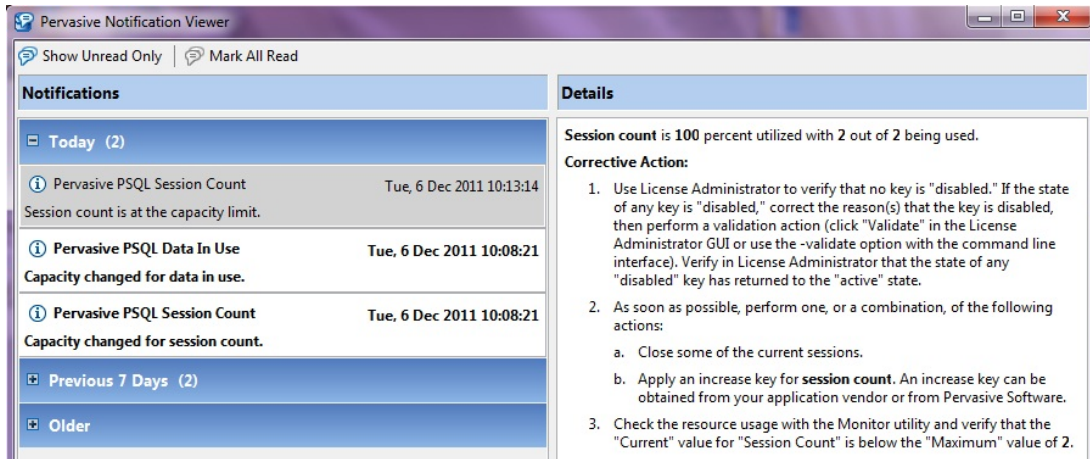 Pervasive Notification Viewer
Show Unread Only | Mark All Read
Notifications
Today (2)
Pervasive PSQL Session Count Tue, 6 Dec 2011 10:13:14
Session count is at the capacity limit.
Pervasive PSQL Data In Use Tue, 6 Dec 2011 10:08:21
Capacity changed for data in use.
Pervasive PSQL Session Count Tue, 6 Dec 2011 10:08:21
Capacity changed for session count.
Previous 7 Days (2)
Older
Details
Session count is 100 percent utilized with 2 out of 2 being used.
Corrective Action:
1. Use License Administrator to verify that no key is "disabled." If the state
of any key is "disabled," correct the reason(s) that the key is disabled,
then perform a validation action (click "Validate" in the License
Administrator GUI or use the -validate option with the command line
interface). Verify in License Administrator that the state of any
"disabled" key has returned to the "active" state.
2. As soon as possible, perform one, or a combination, of the following
actions:
a. Close some of the current sessions.
b. Apply an increase key for session count. An increase key can be
obtained from your application vendor or from Pervasive Software.
3. Check the resource usage with the Monitor utility and verify that the
"Current" value for "Session Count" is below the "Maximum" value of 2.